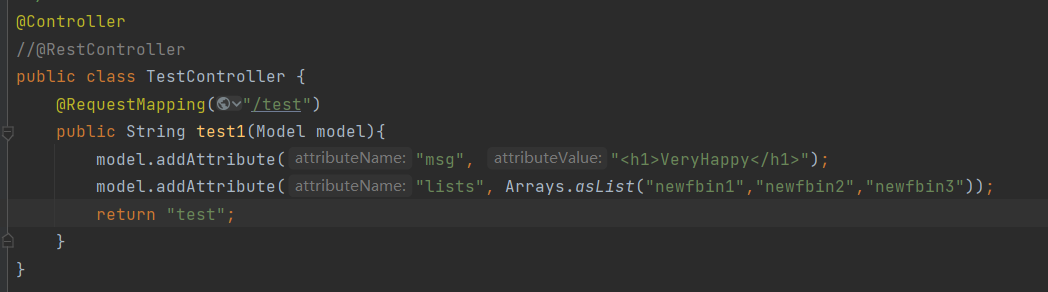 @Controller
//@RestController
public class TestController {
    @RequestMapping("/test")
    public String test1(Model model){
        model.addAttribute( attributeName: "msg", attributeValue: "<h1>VeryHappy</h1>");
        model.addAttribute( attributeName: "lists", Arrays.asList("newfbin1","newfbin2","newfbin3"));
        return "test";
    }
}